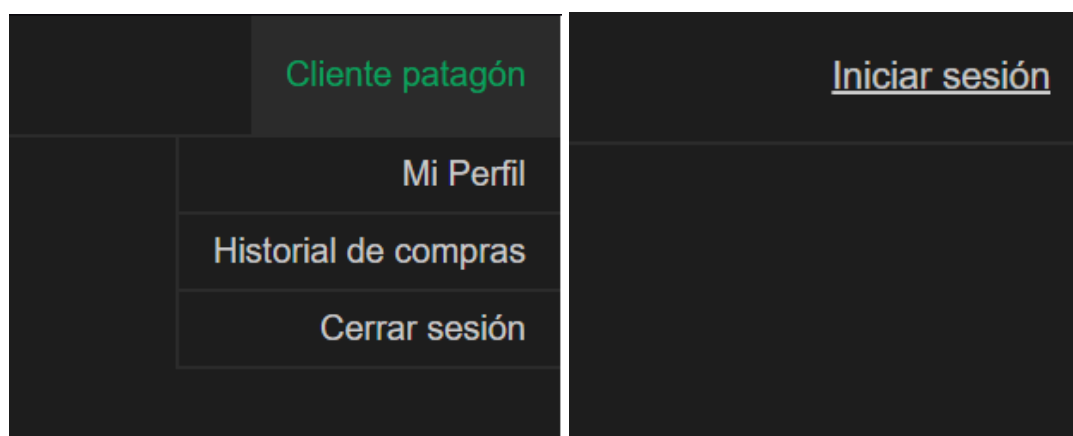 Cliente patagón
Mi Perfil
Historial de compras
Cerrar sesión
Iniciar sesión